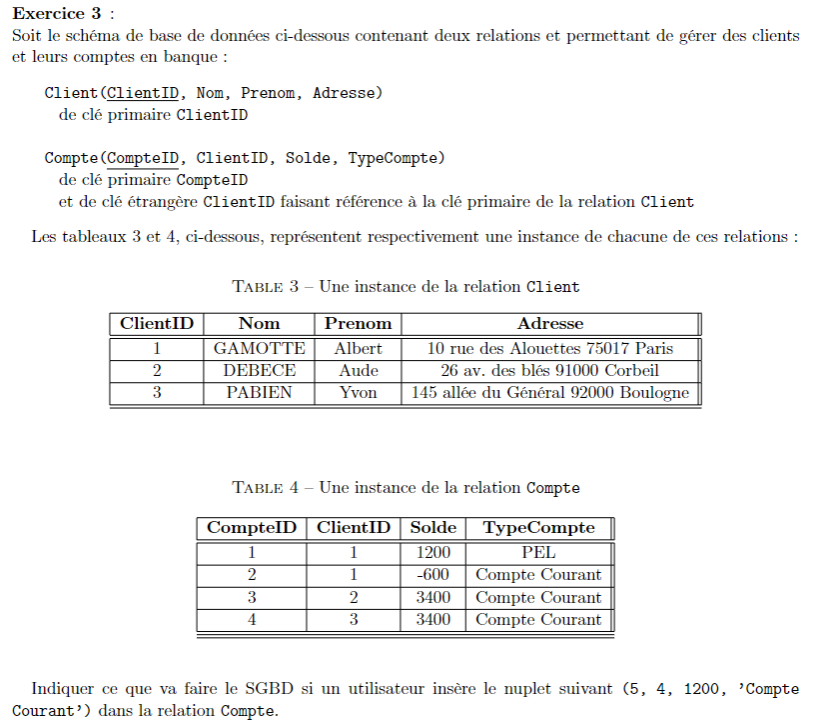 Exercice 3 :
Soit le schéma de base de données ci-dessous contenant deux relations et permettant de gérer des clients
et leurs comptes en banque :
Client(ClientID, Nom, Prenom, Adresse)
de clé primaire ClientID
Compte(CompteID, ClientID, Solde, TypeCompte)
de clé primaire CompteID
et de clé étrangère ClientID faisant référence à la clé primaire de la relation Client
Les tableaux 3 et 4, ci-dessous, représentent respectivement une instance de chacune de ces relations :
TABLE 3 – Une instance de la relation Client
ClientID Nom Prenom Adresse
1 GAMOTTE Albert 10 rue des Alouettes 75017 Paris
2 DEBECE Aude 26 av. des blés 91000 Corbeil
3 PABIEN Yvon 145 allée du Général 92000 Boulogne
TABLE 4 – Une instance de la relation Compte
CompteID ClientID Solde TypeCompte
1 1 1200 PEL
2 1 -600 Compte Courant
3 2 3400 Compte Courant
4 3 3400 Compte Courant
Indiquer ce que va faire le SGBD si un utilisateur insère le nuplet suivant (5, 4, 1200, 'Compte
Courant') dans la relation Compte.